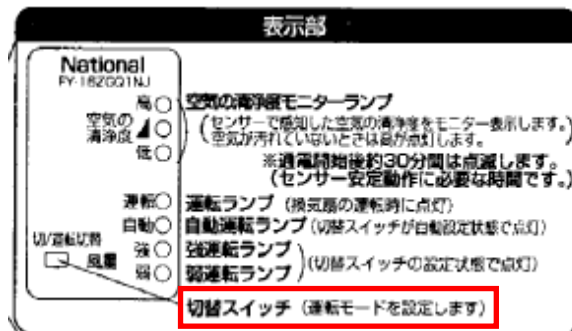 表示部
National
FY-18ZGQ1NJ
高
空気の清浄度
低
空気の清浄度モニターランプ
(センサーで感知した空気の清浄度をモニター表示します。
空気が汚れていないときは高が点灯します。)
※通電開始後約30分間は点滅します。
(センサー安定動作に必要な時間です。)
運転 運転ランプ (換気扇の運転時に点灯)
自動 自動運転ランプ (切替スイッチが自動設定状態で点灯)
切/運転切替
風量
強 強運転ランプ
弱 弱運転ランプ
(切替スイッチの設定状態で点灯)
切替スイッチ (運転モードを設定します)